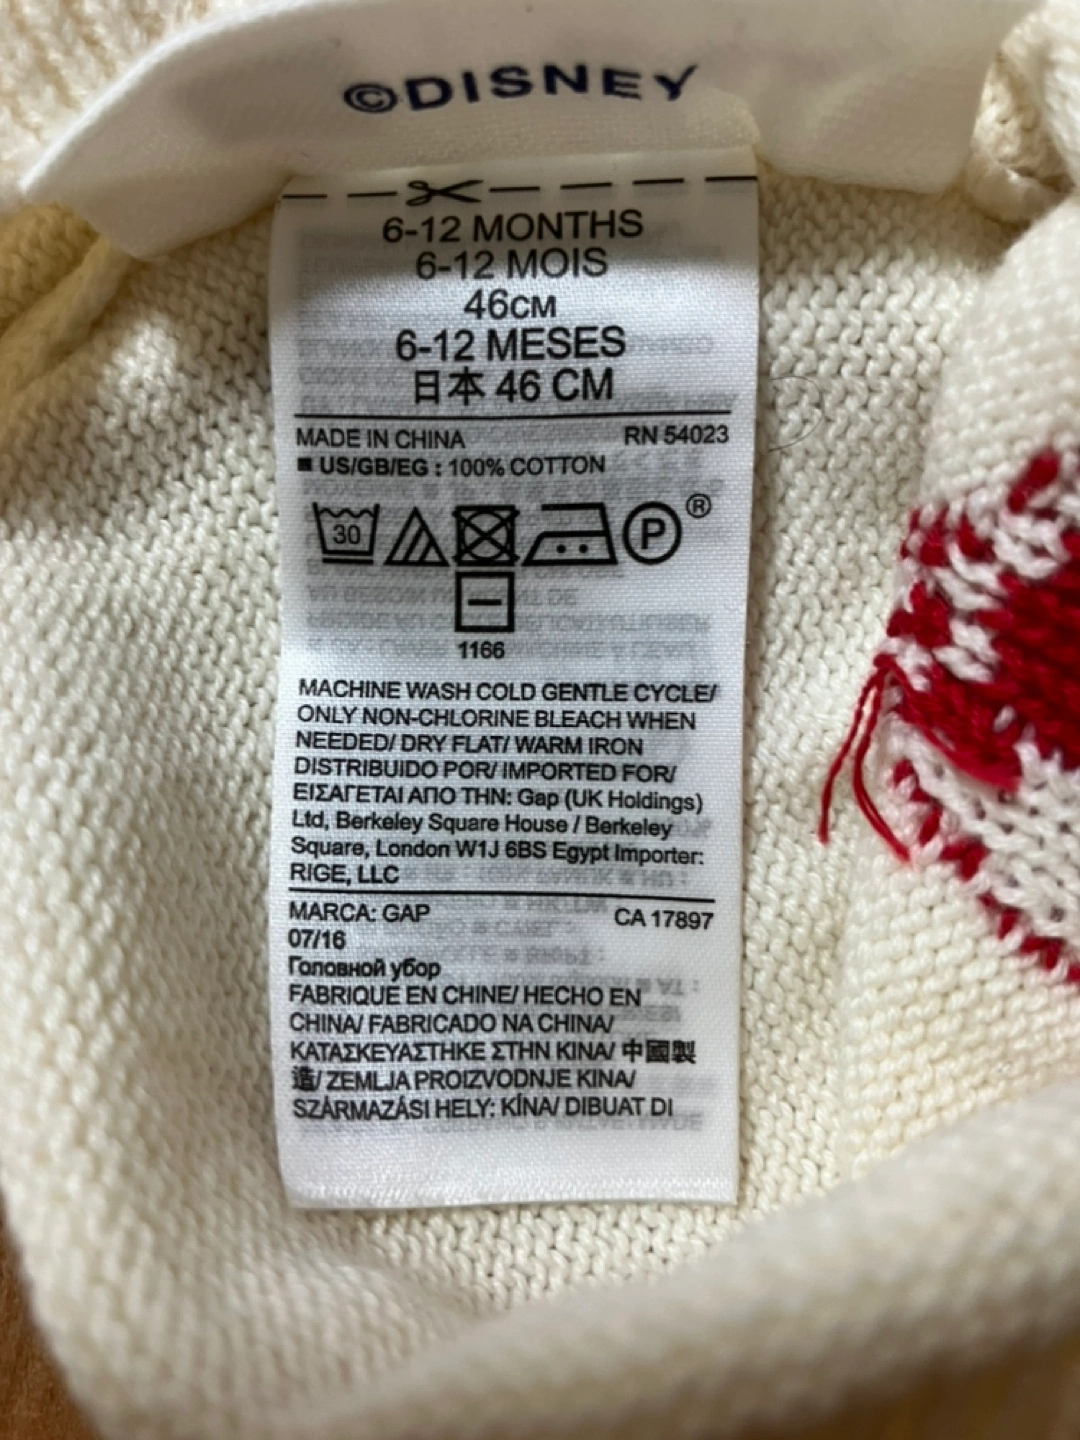 ©DISNEY
6-12 MONTHS
6-12 MOIS
46CM
6-12 MESES
日本 46 CM
MADE IN CHINA RN 54023
■ US/GB/EG : 100% COTTON
30 P ®
1166
MACHINE WASH COLD GENTLE CYCLE/
ONLY NON-CHLORINE BLEACH WHEN
NEEDED/ DRY FLAT/ WARM IRON
DISTRIBUIDO POR/ IMPORTED FOR/
ΕΙΣΑΓΕΤΑΙ ΑΠΟ ΤΗΝ: Gap (UK Holdings)
Ltd, Berkeley Square House / Berkeley
Square, London W1J 6BS Egypt Importer:
RIGE, LLC
MARCA: GAP CA 17897
07/16
Головной убор
FABRIQUE EN CHINE/ HECHO EN
CHINA/ FABRICADO NA CHINA/
ΚΑΤΑΣΚΕΥΑΣΤΗΚΕ ΣΤΗΝ ΚΙΝΑ/ 中國製
造/ ZEMLJA PROIZVODNJE KINA/
SZÁRMAZÁSI HELY: KÍNA/ DIBUAT DI